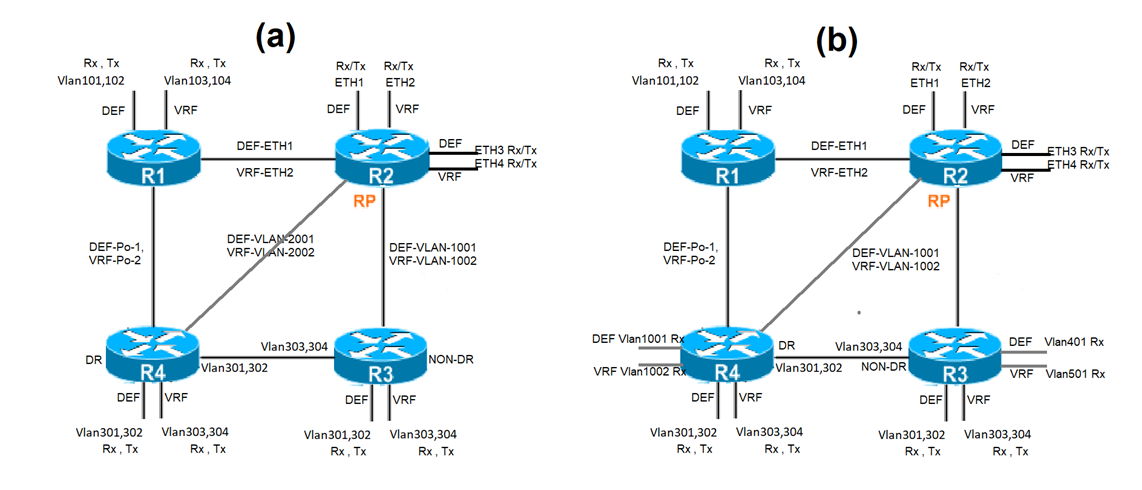 (a)
Rx , Tx
Vlan101,102
Rx , Tx
Vlan103,104
DEF
VRF
Rx/Tx
ETH1
Rx/Tx
ETH2
DEF
VRF
R1
DEF-ETH1
VRF-ETH2
R2
RP
DEF
ETH3 Rx/Tx
ETH4 Rx/Tx
VRF
DEF-Po-1,
VRF-Po-2
DEF-VLAN-2001
VRF-VLAN-2002
DEF-VLAN-1001
VRF-VLAN-1002
DR
R4
Vlan303,304
Vlan301,302
R3
NON-DR
DEF
VRF
Vlan301,302
Rx , Tx
Vlan303,304
Rx , Tx
DEF
VRF
Vlan301,302
Rx , Tx
Vlan303,304
Rx , Tx
(b)
Rx , Tx
Vlan101,102
Rx , Tx
Vlan103,104
DEF
VRF
Rx/Tx
ETH1
Rx/Tx
ETH2
DEF
VRF
R1
DEF-ETH1
VRF-ETH2
R2
RP
DEF
ETH3 Rx/Tx
ETH4 Rx/Tx
VRF
DEF-Po-1,
VRF-Po-2
DEF-VLAN-1001
VRF-VLAN-1002
DEF Vlan1001 Rx
VRF Vlan1002 Rx
R4
DR
Vlan303,304
Vlan301,302
NON-DR
R3
DEF
Vlan401 Rx
VRF
Vlan501 Rx
DEF
VRF
Vlan301,302
Rx , Tx
Vlan303,304
Rx , Tx
DEF
VRF
Vlan301,302
Rx , Tx
Vlan303,304
Rx , Tx